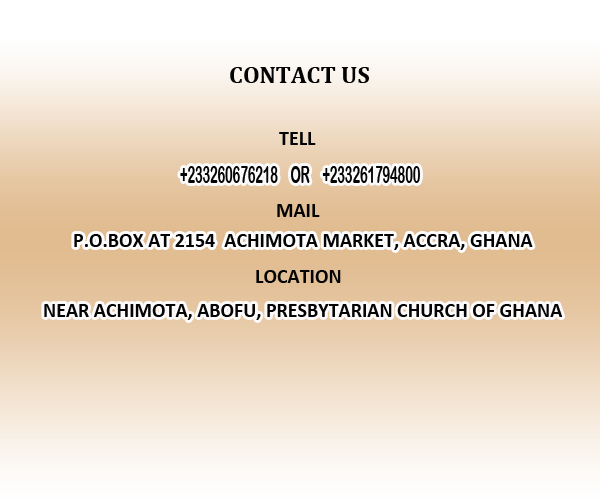 CONTACT US
TELL
+233260676218 OR +233261794800
MAIL
P.O.BOX AT 2154 ACHIMOTA MARKET, ACCRA, GHANA
LOCATION
NEAR ACHIMOTA, ABOFU, PRESBYTARIAN CHURCH OF GHANA